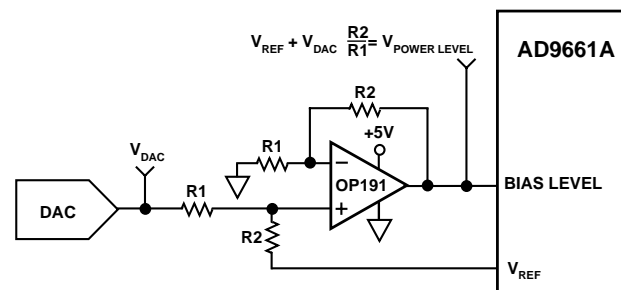 V_REF + V_DAC R2/R1 = V_POWER LEVEL
AD9661A
R2
+5V
V_DAC
R1
−
OP191
BIAS LEVEL
DAC
R1
+
R2
V_REF